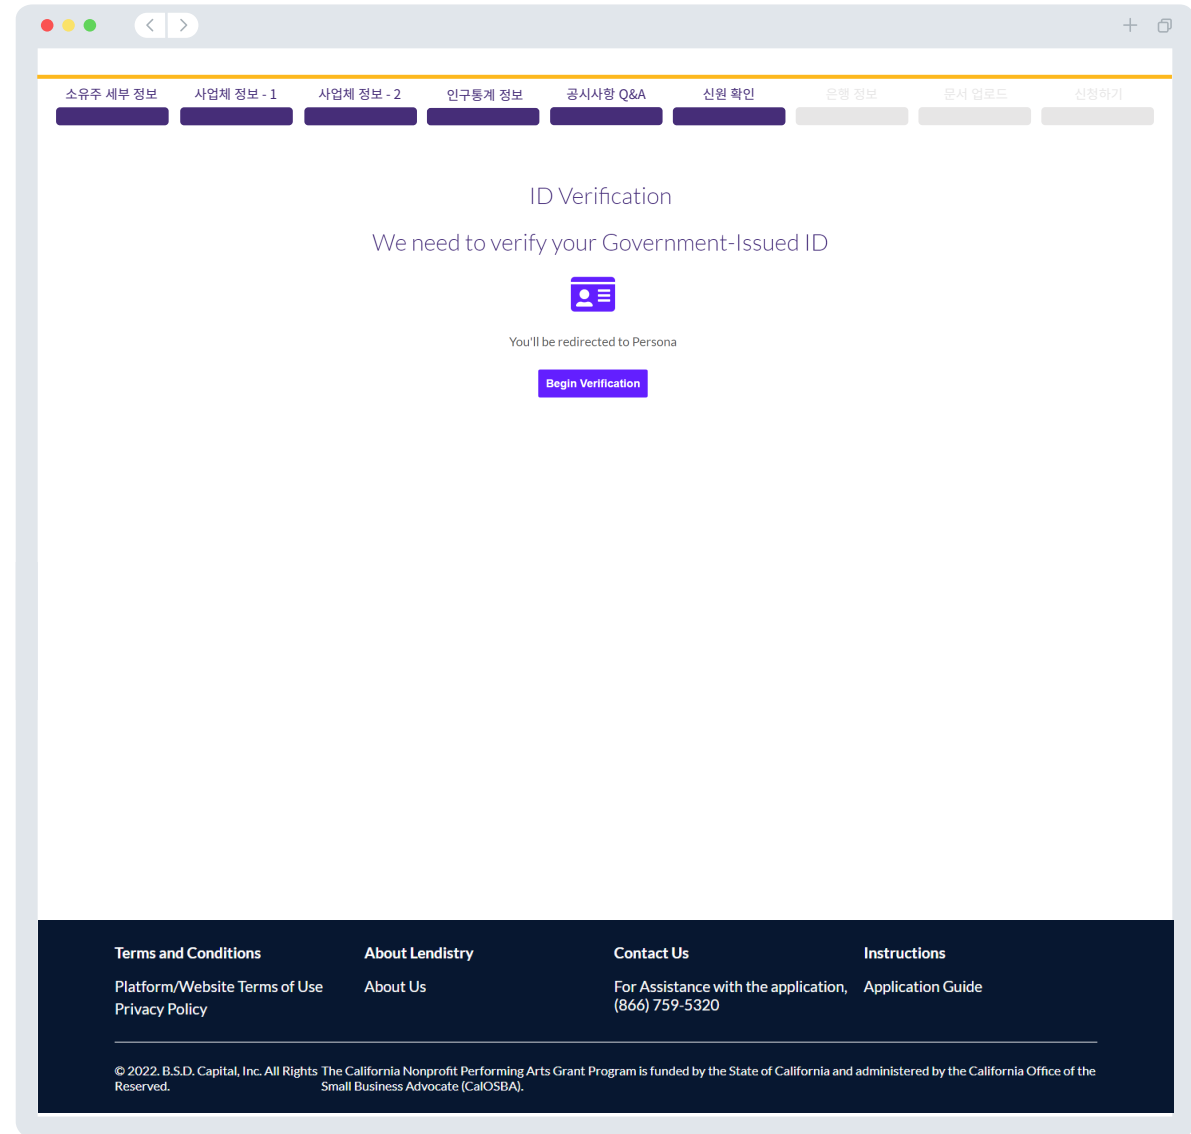 소유주 세부 정보
사업체 정보 - 1
사업체 정보 - 2
인구통계 정보
공시사항 Q&A
신원 확인
은행 정보
문서 업로드
신청하기
ID Verification
We need to verify your Government-Issued ID
You'll be redirected to Persona
Begin Verification
Terms and Conditions
Platform/Website Terms of Use
Privacy Policy
About Lendistry
About Us
Contact Us
For Assistance with the application,
(866) 759-5320
Instructions
Application Guide
© 2022. B.S.D. Capital, Inc. All Rights
Reserved.
The California Nonprofit Performing Arts Grant Program is funded by the State of California and administered by the California Office of the
Small Business Advocate (CalOSBA).